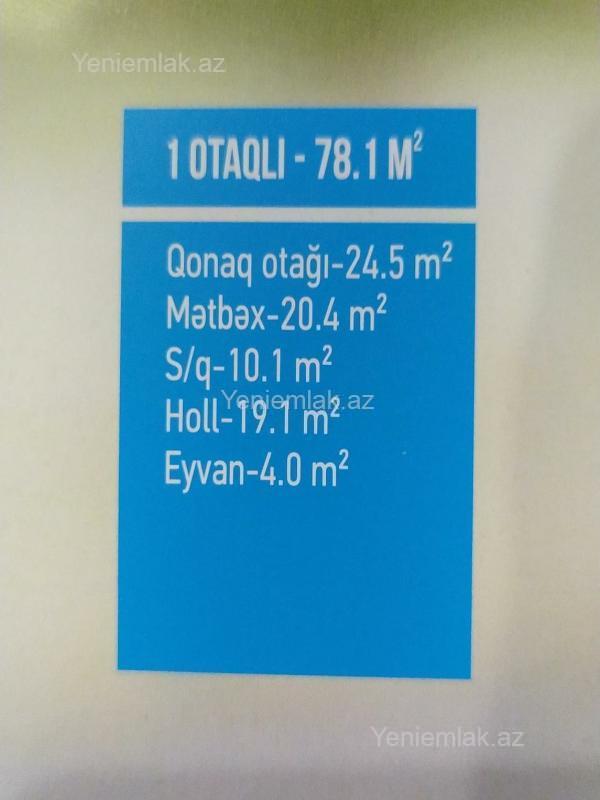 Yeniemlak.az
1 OTAQLI - 78.1 M²
Qonaq otağı-24.5 m²
Mətbəx-20.4 m²
S/q-10.1 m²
Yeniemlak.az
Holl-19.1 m²
Eyvan-4.0 m²
Yeniemlak.az